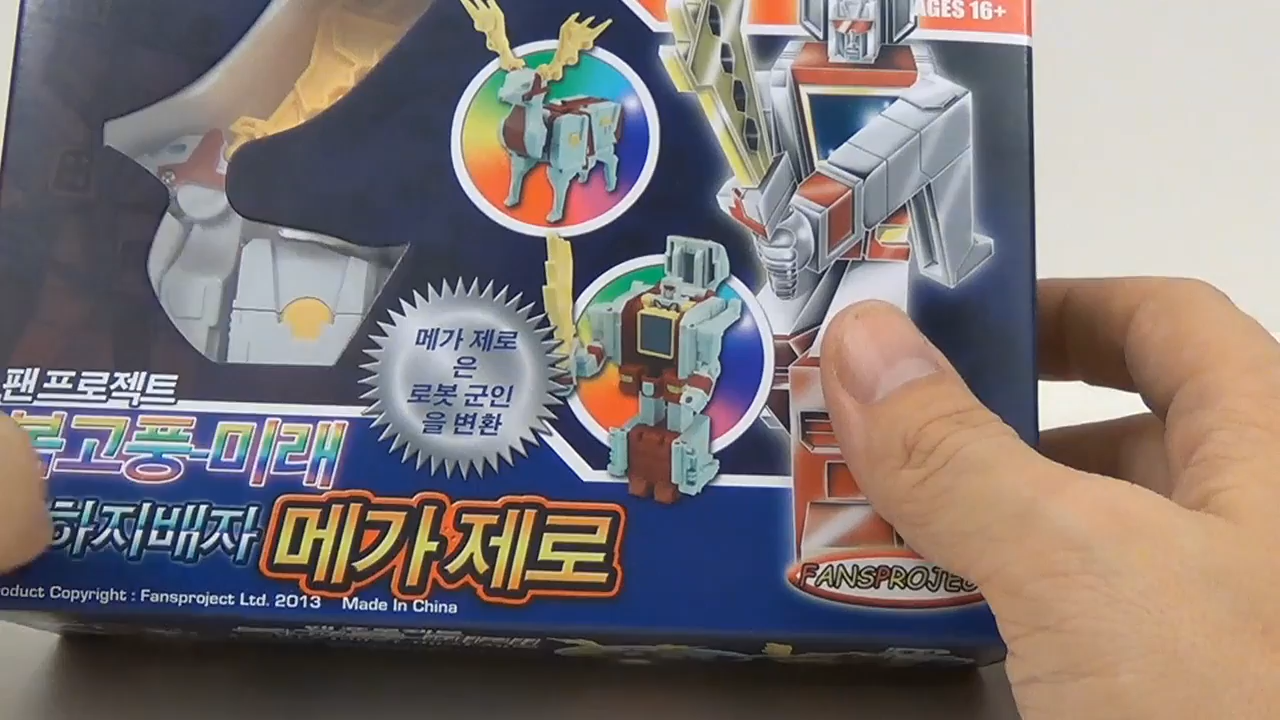 AGES 16+
메가 제로
은
로봇 군인
을 변환
팬프로젝트
복고풍-미래
하지배자 메가 제로
FANSPROJEC
Product Copyright : Fansproject Ltd. 2013 Made In China